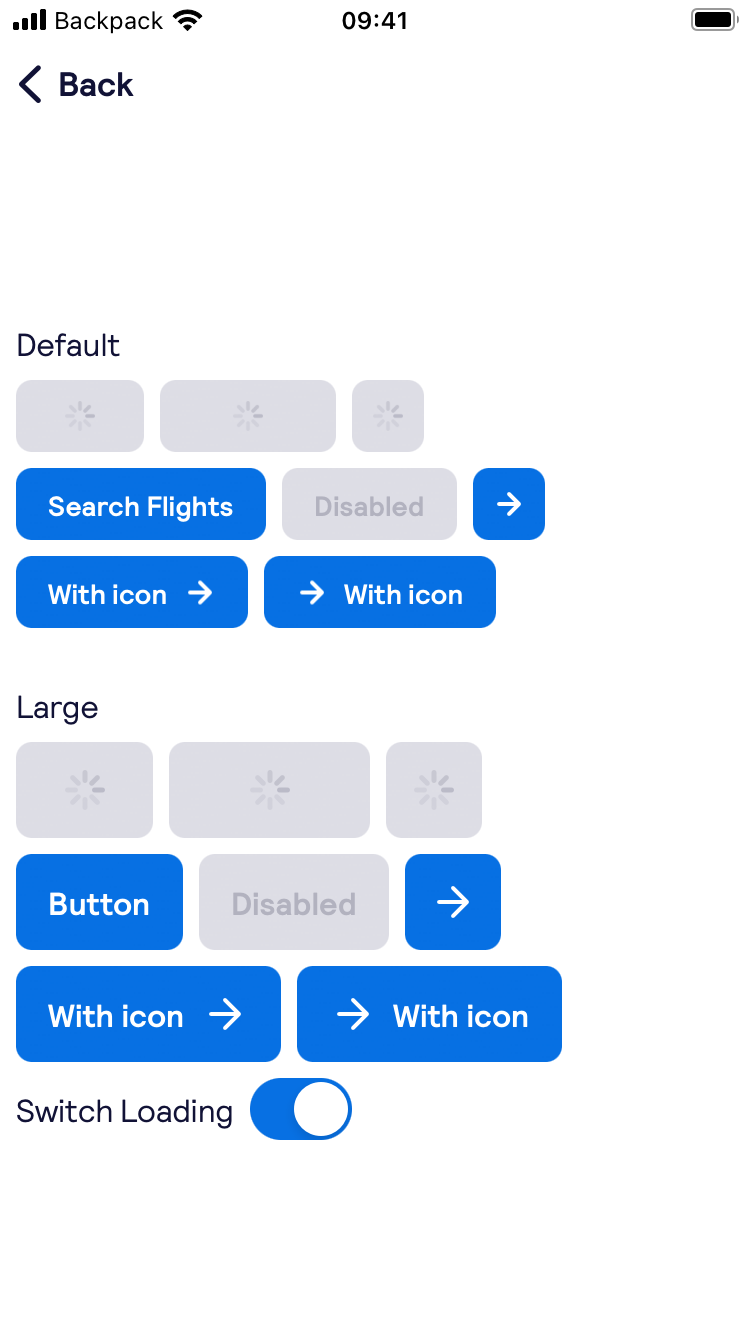 Backpack 09:41
Back
Default
Search Flights Disabled
With icon With icon
Large
Button Disabled
With icon With icon
Switch Loading